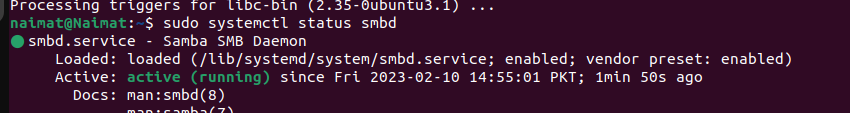 Processing triggers for libc-bin (2.35-0ubuntu3.1) ...
naimat@Naimat:~$ sudo systemctl status smbd
● smbd.service - Samba SMB Daemon
Loaded: loaded (/lib/systemd/system/smbd.service; enabled; vendor preset: enabled)
Active: active (running) since Fri 2023-02-10 14:55:01 PKT; 1min 50s ago
Docs: man:smbd(8)
man:samba(7)